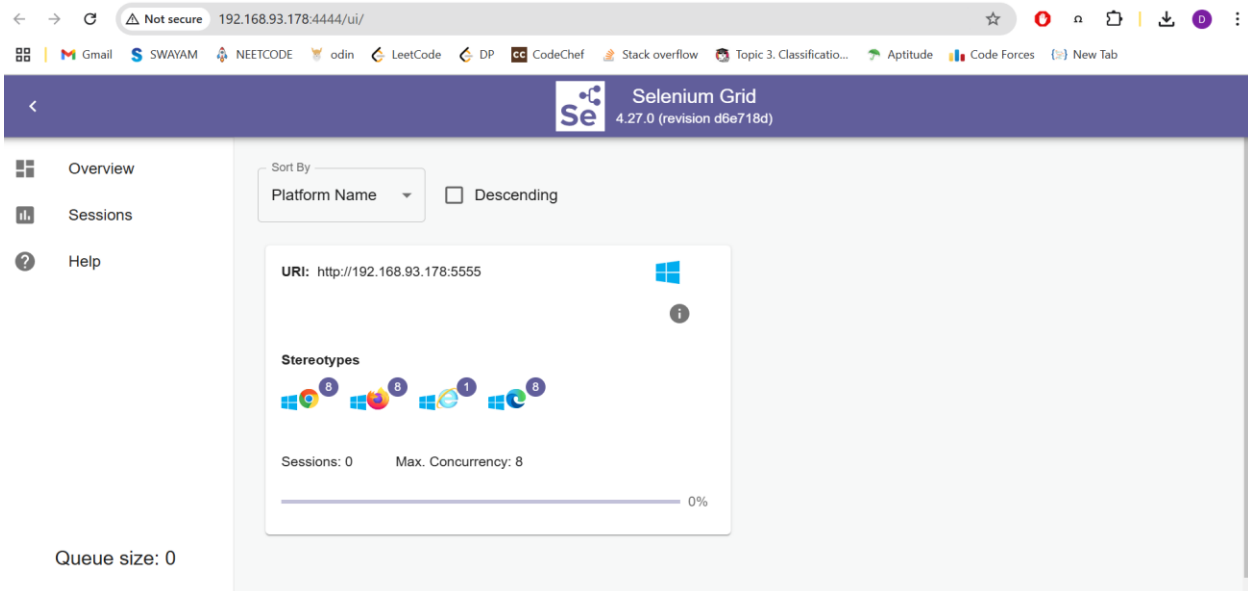 Not secure 192.168.93.178:4444/ui/
Gmail SWAYAM NEETCODE odin LeetCode DP CC CodeChef Stack overflow Topic 3. Classificatio... Aptitude Code Forces New Tab
Se Selenium Grid
4.27.0 (revision d6e718d)
Overview
Sessions
Help
Sort By
Platform Name Descending
URI: http://192.168.93.178:5555
Stereotypes
8 8 1 8
Sessions: 0 Max. Concurrency: 8
0%
Queue size: 0